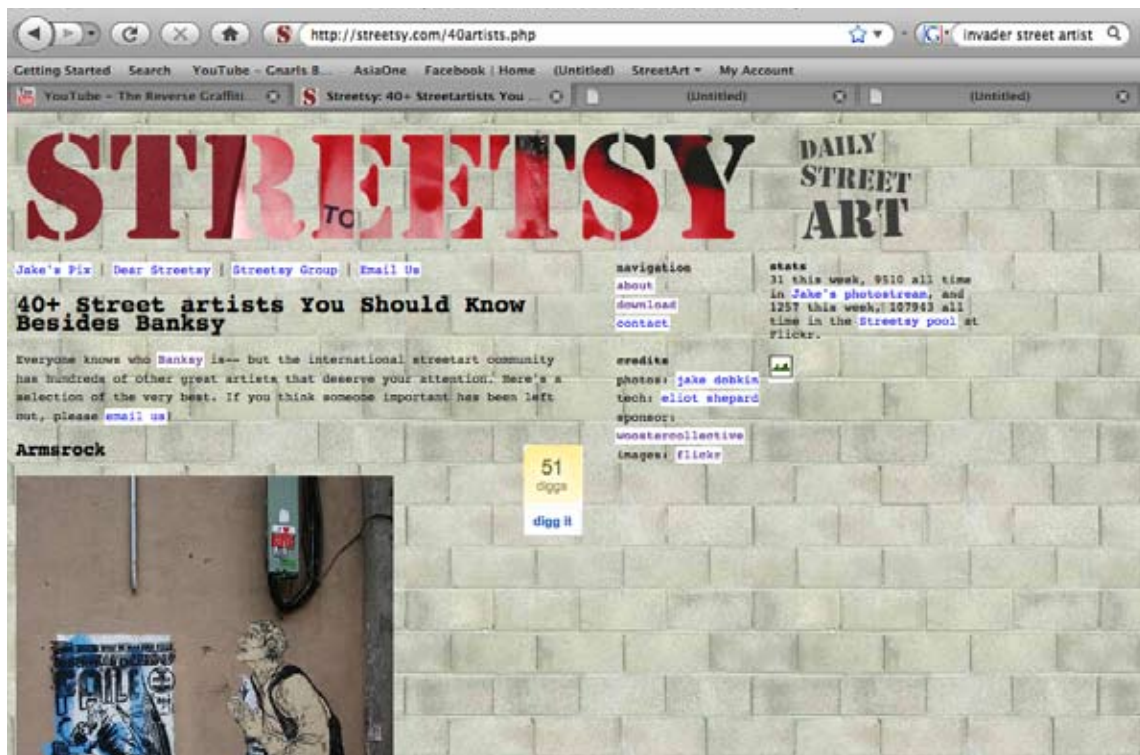 http://streetsy.com/40artists.php
invader street artist
Getting Started Search YouTube - Gnarls B... AsiaOne Facebook | Home (Untitled) StreetArt My Account
YouTube - The Reverse Graffiti... Streetsy: 40+ Streetartists You ... (Untitled) (Untitled)
STREETSY
TO
DAILY
STREET
ART
Jake's Pix | Dear Streetsy | Streetsy Group | Email Us
40+ Street artists You Should Know
Besides Banksy
Everyone knows who Banksy is-- but the international streetart community
has hundreds of other great artists that deserve your attention. Here's a
selection of the very best. If you think someone important has been left
out, please email us!
Armsrock
51
diggs
digg it
navigation
about
download
contact
credits
photos: jake dobkin
tech: eliot shepard
sponsor:
woostercollective
images: flickr
stats
31 this week, 9510 all time
in Jake's photostream, and
1257 this week, 107943 all
time in the Streetsy pool at
Flickr.
FAILE